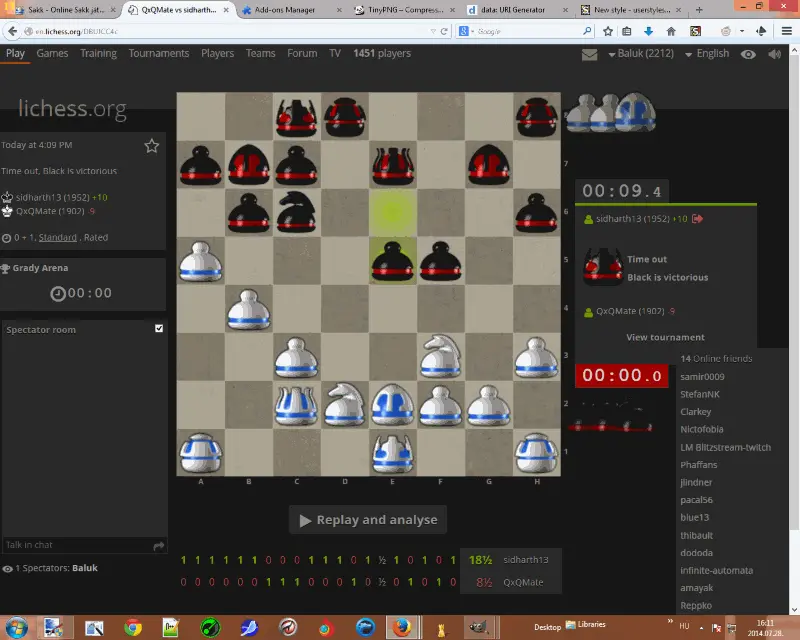 Sakk - Online Sakk ját...
QxQMate vs sidharth...
Add-ons Manager
TinyPNG – Compress...
data: URI Generator
New style - userstyles...
en.lichess.org/DBIJTCC4c
Google
Play Games Training Tournaments Players Teams Forum TV 1451 players
Baluk (2212) English
lichess.org
Today at 4:09 PM
Time out, Black is victorious
sidharth13 (1952) +10
QxQMate (1902) -9
0 + 1, Standard , Rated
Grady Arena
00:00
Spectator room
Talk in chat
1 Spectators: Baluk
8
7
6
5
4
3
2
1
A B C D E F G H
Replay and analyse
1 1 1 1 1 1 0 0 0 1 1 1 0 1 ½ 1 0 1 0 1 18½ sidharth13
0 0 0 0 0 0 1 1 1 0 0 0 1 0 ½ 0 1 0 1 0 8½ QxQMate
00:09.4
sidharth13 (1952) +10
Time out
Black is victorious
QxQMate (1902) -9
View tournament
00:00.0
14 Online friends
samir0009
StefanNK
Clarkey
Nictofobia
LM Blitzstream-twitch
Phaffans
jlindner
pacal56
blue13
thibault
dododa
infinite-automata
amayak
Reppko
Desktop
Libraries
HU
16:11
2014.07.28.